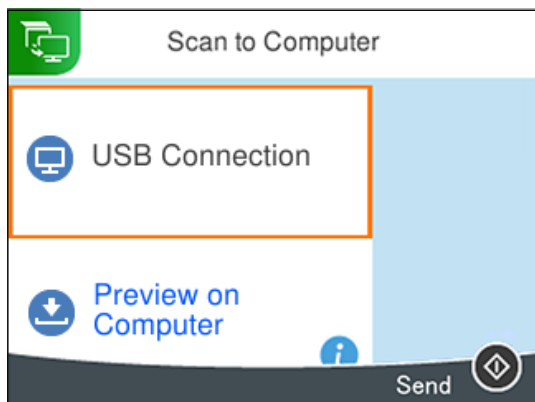 Scan to Computer
USB Connection
Preview on
Computer
i
Send